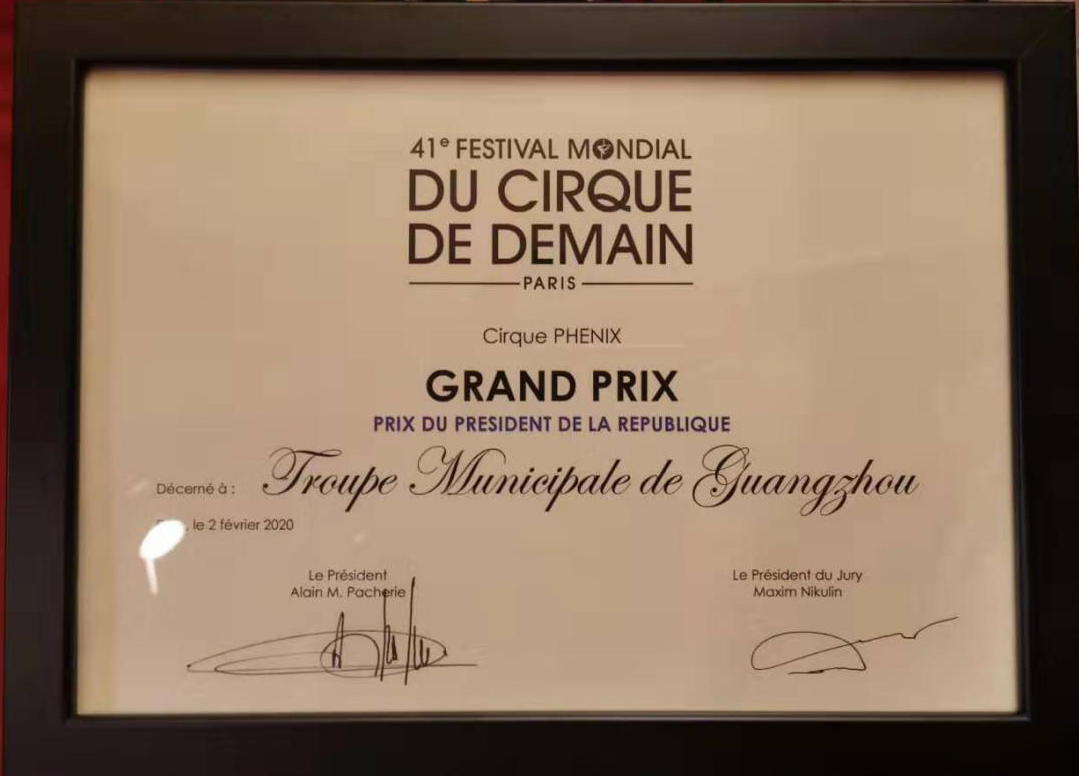 41e FESTIVAL MONDIAL
DU CIRQUE
DE DEMAIN
PARIS
Cirque PHENIX
GRAND PRIX
PRIX DU PRESIDENT DE LA REPUBLIQUE
Décerné à : Troupe Municipale de Guangzhou
, le 2 février 2020
Le Président
Alain M. Pacherie
Le Président du Jury
Maxim Nikulin